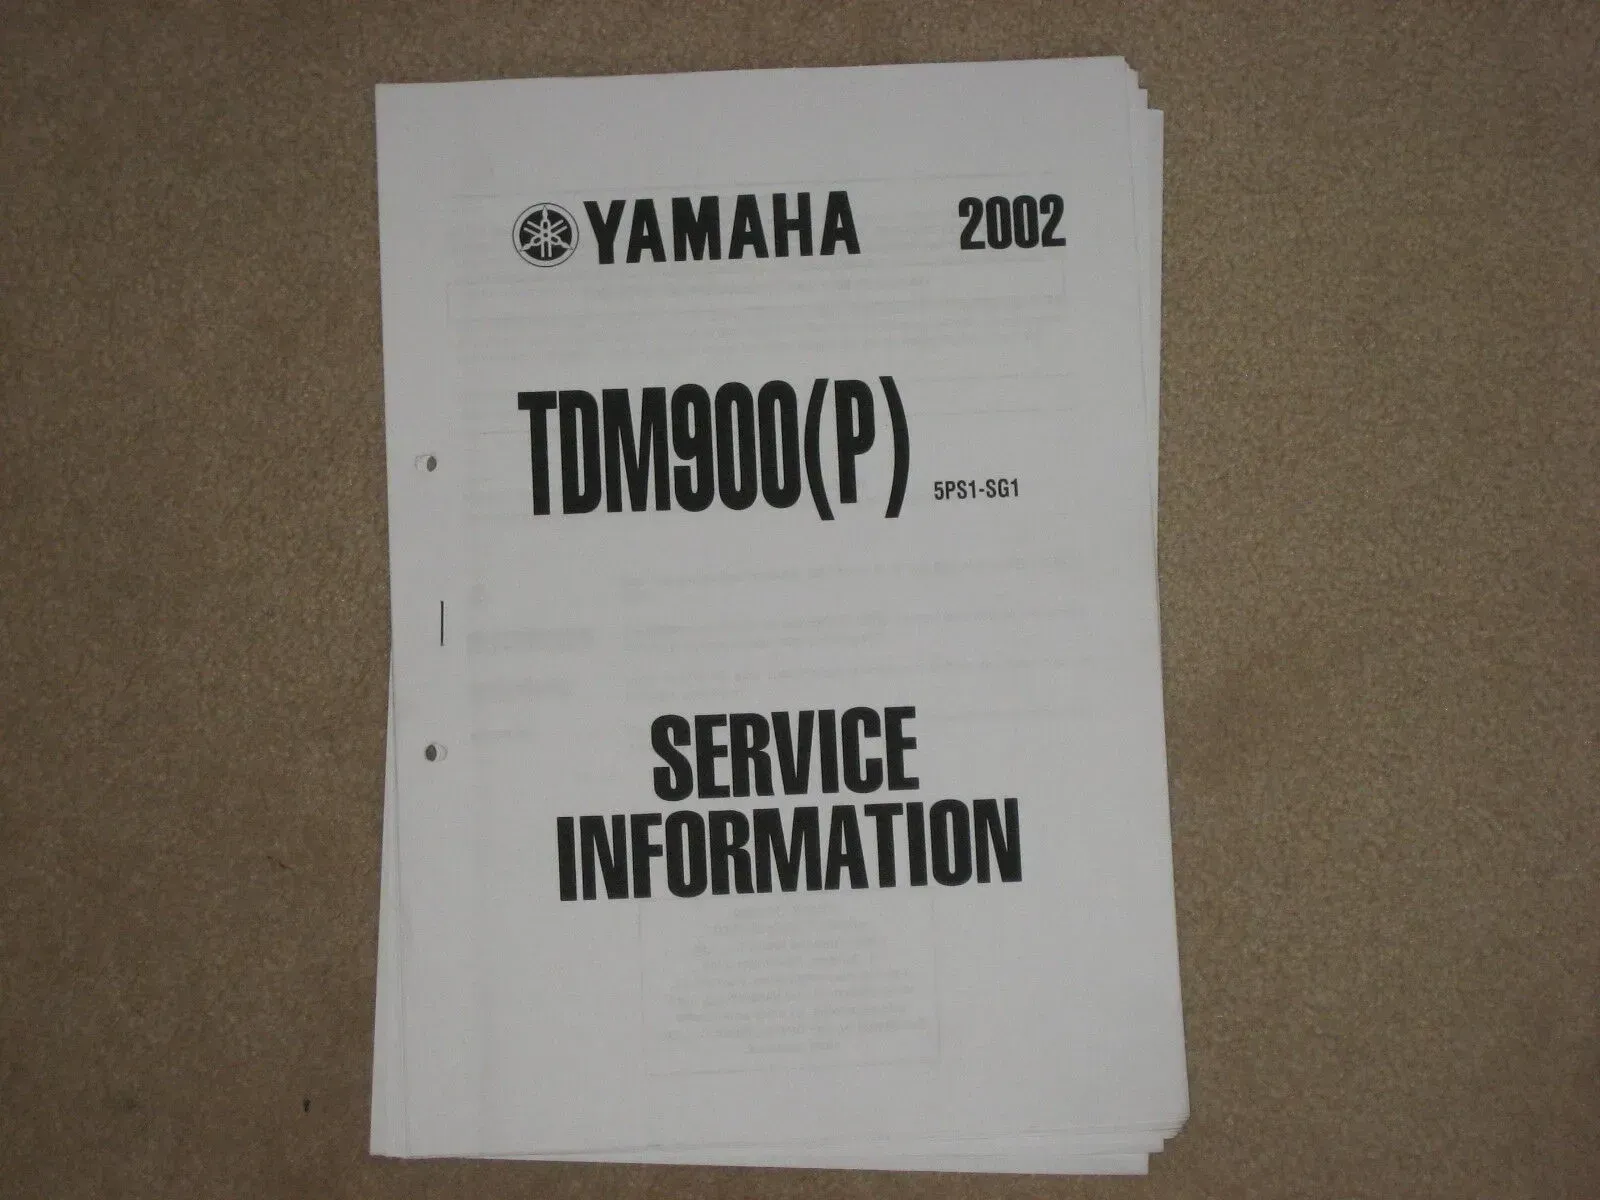 YAMAHA 2002
TDM900(P) 5PS1-SG1
SERVICE
INFORMATION